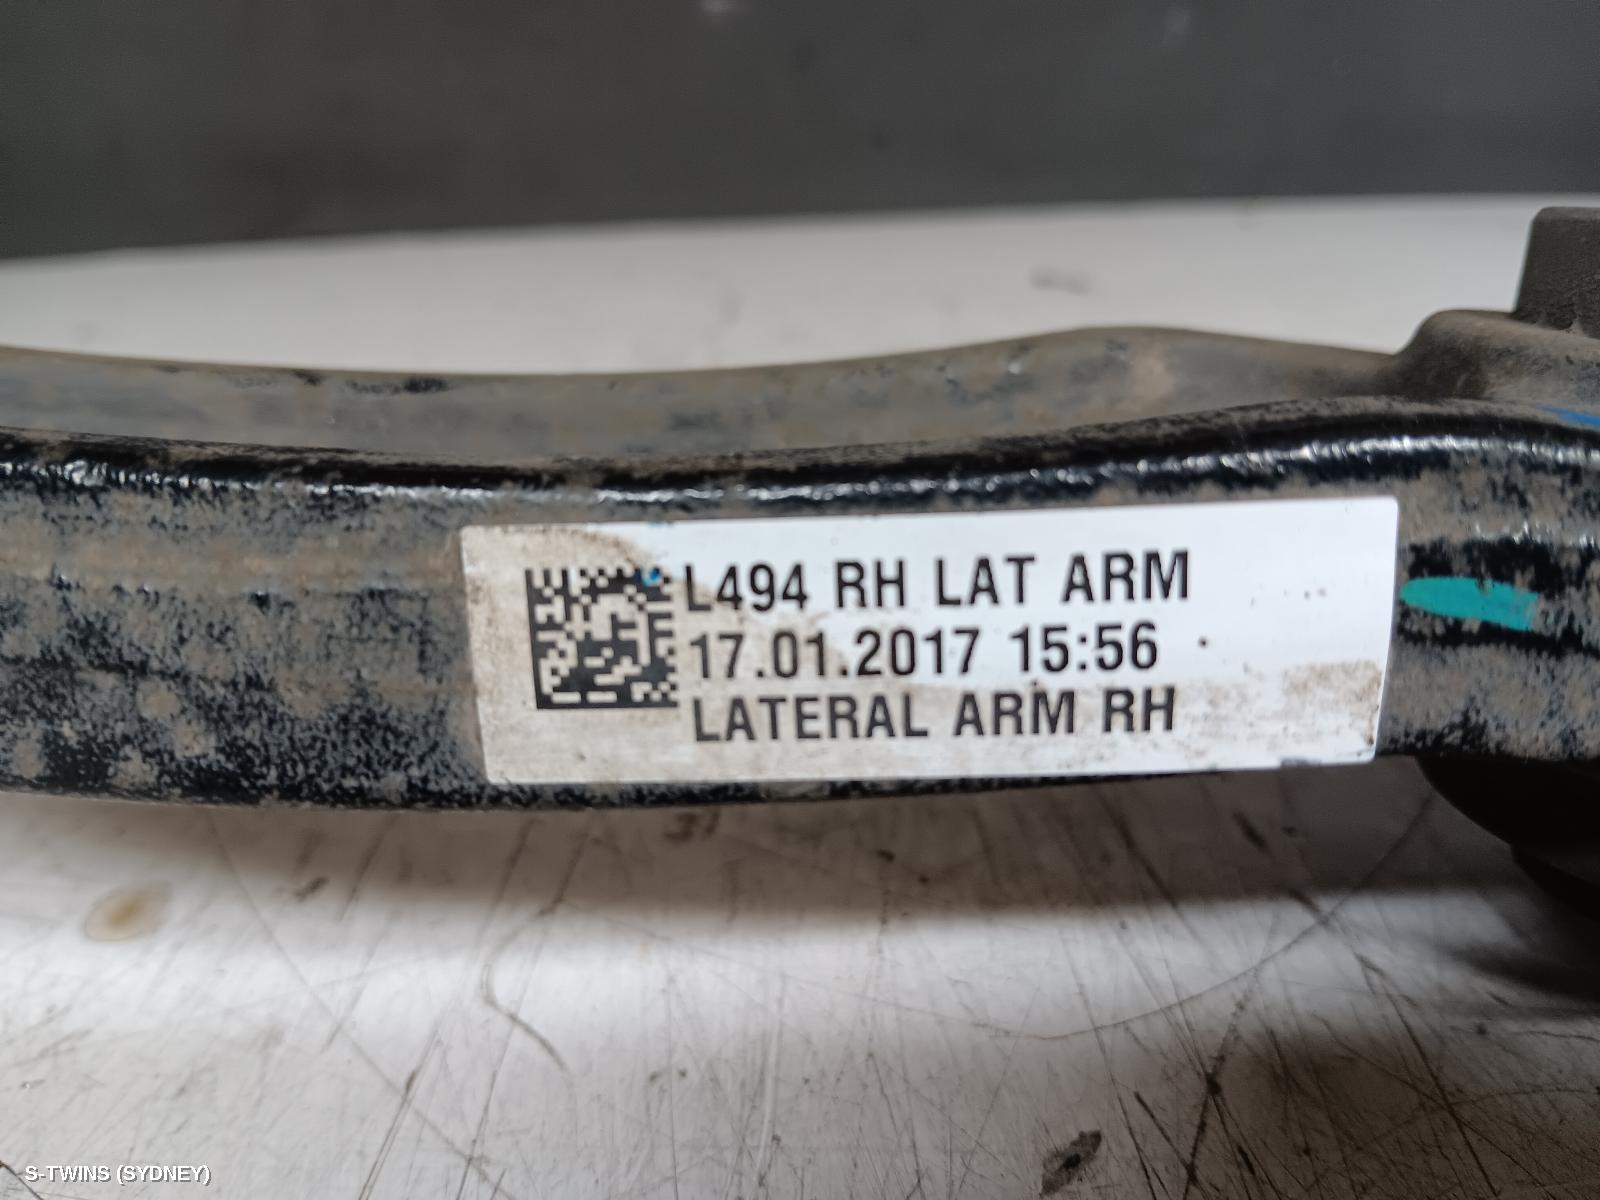 L494 RH LAT ARM
17.01.2017 15:56
LATERAL ARM RH
S-TWINS (SYDNEY)